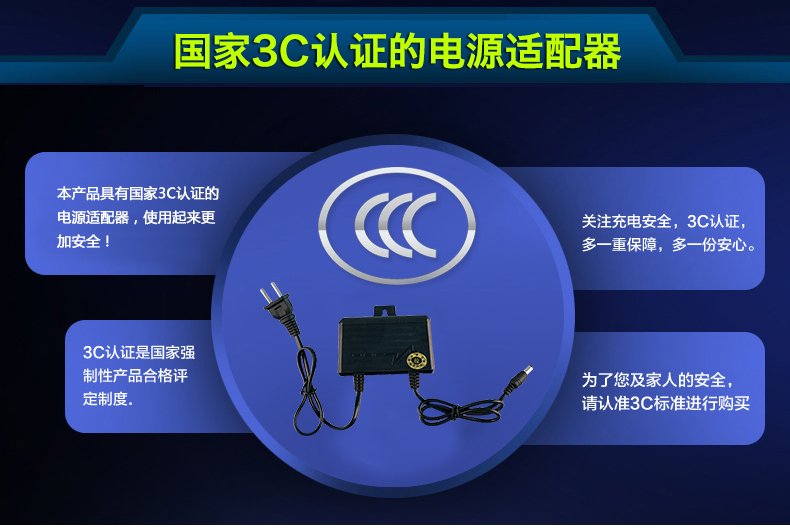 国家3C认证的电源适配器
本产品具有国家3C认证的
电源适配器，使用起来更
加安全！
关注充电安全，3C认证，
多一重保障，多一份安心。
3C认证是国家强
制性产品合格评
定制度.
为了您及家人的安全，
请认准3C标准进行购买
CCC